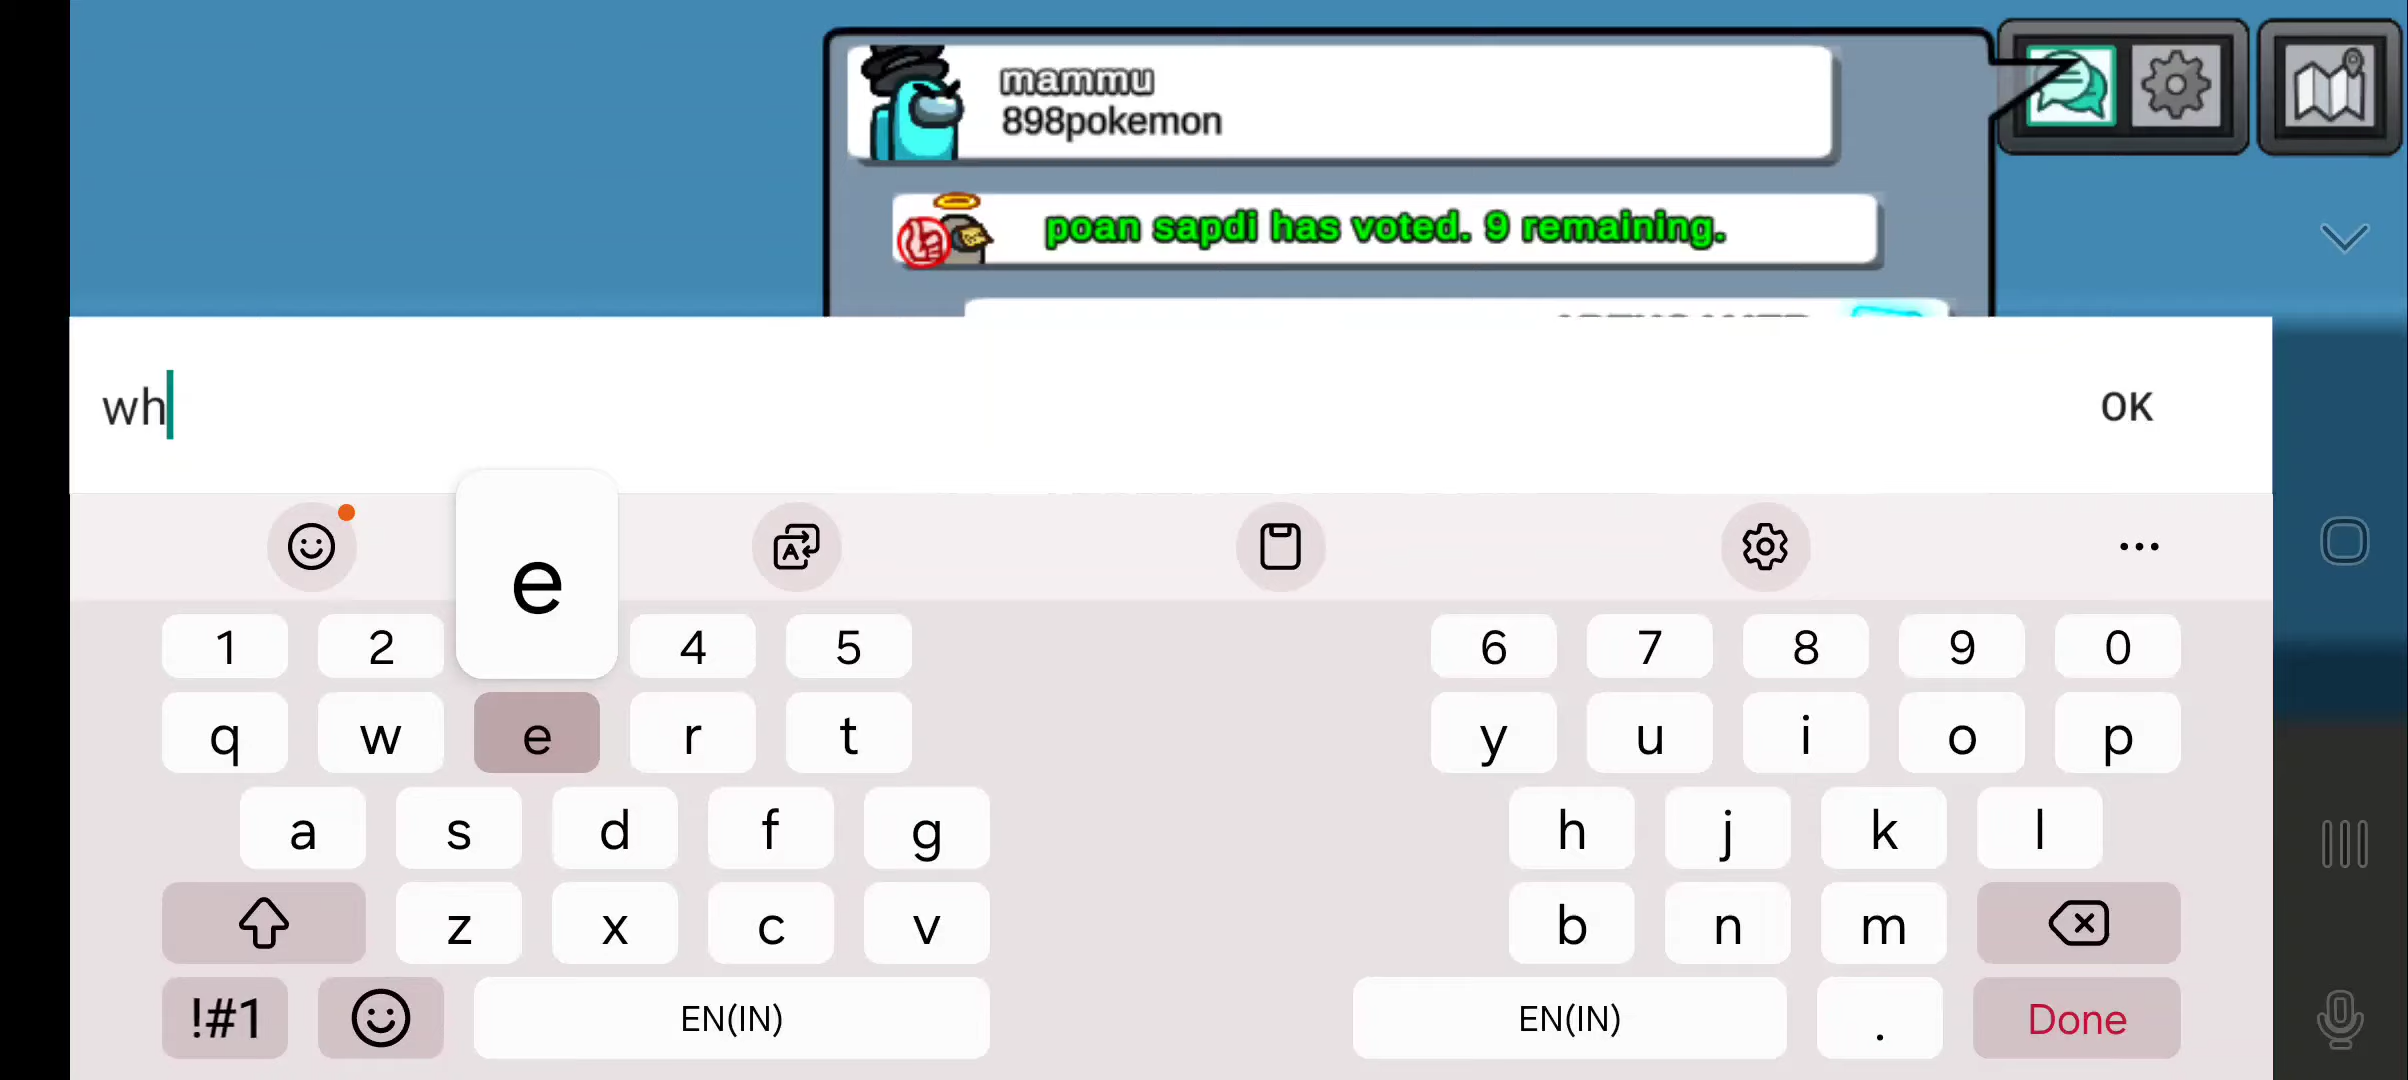 mammu
898pokemon
poan sapdi has voted. 9 remaining.
wh
OK
e
1 2 4 5 6 7 8 9 0
q w e r t y u i o p
a s d f g h j k l
z x c v b n m
!#1 EN(IN) EN(IN) . Done